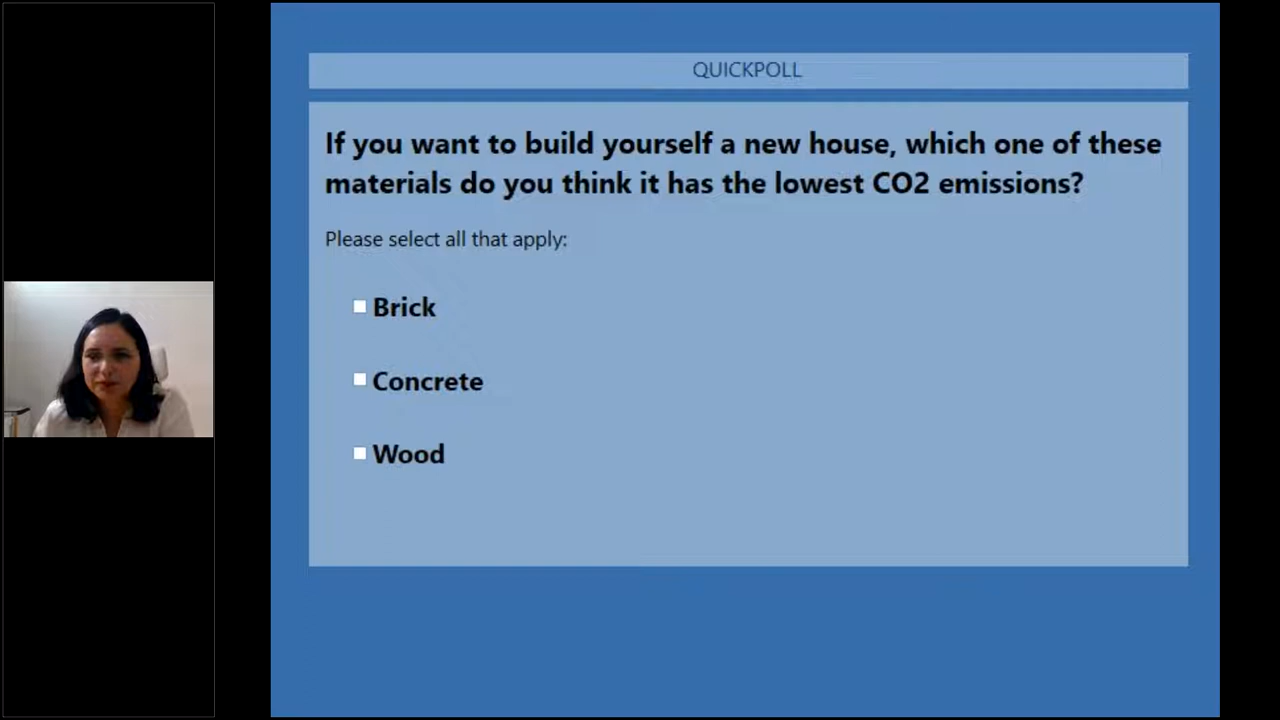 QUICKPOLL
If you want to build yourself a new house, which one of these
materials do you think it has the lowest CO2 emissions?
Please select all that apply:
Brick
Concrete
Wood